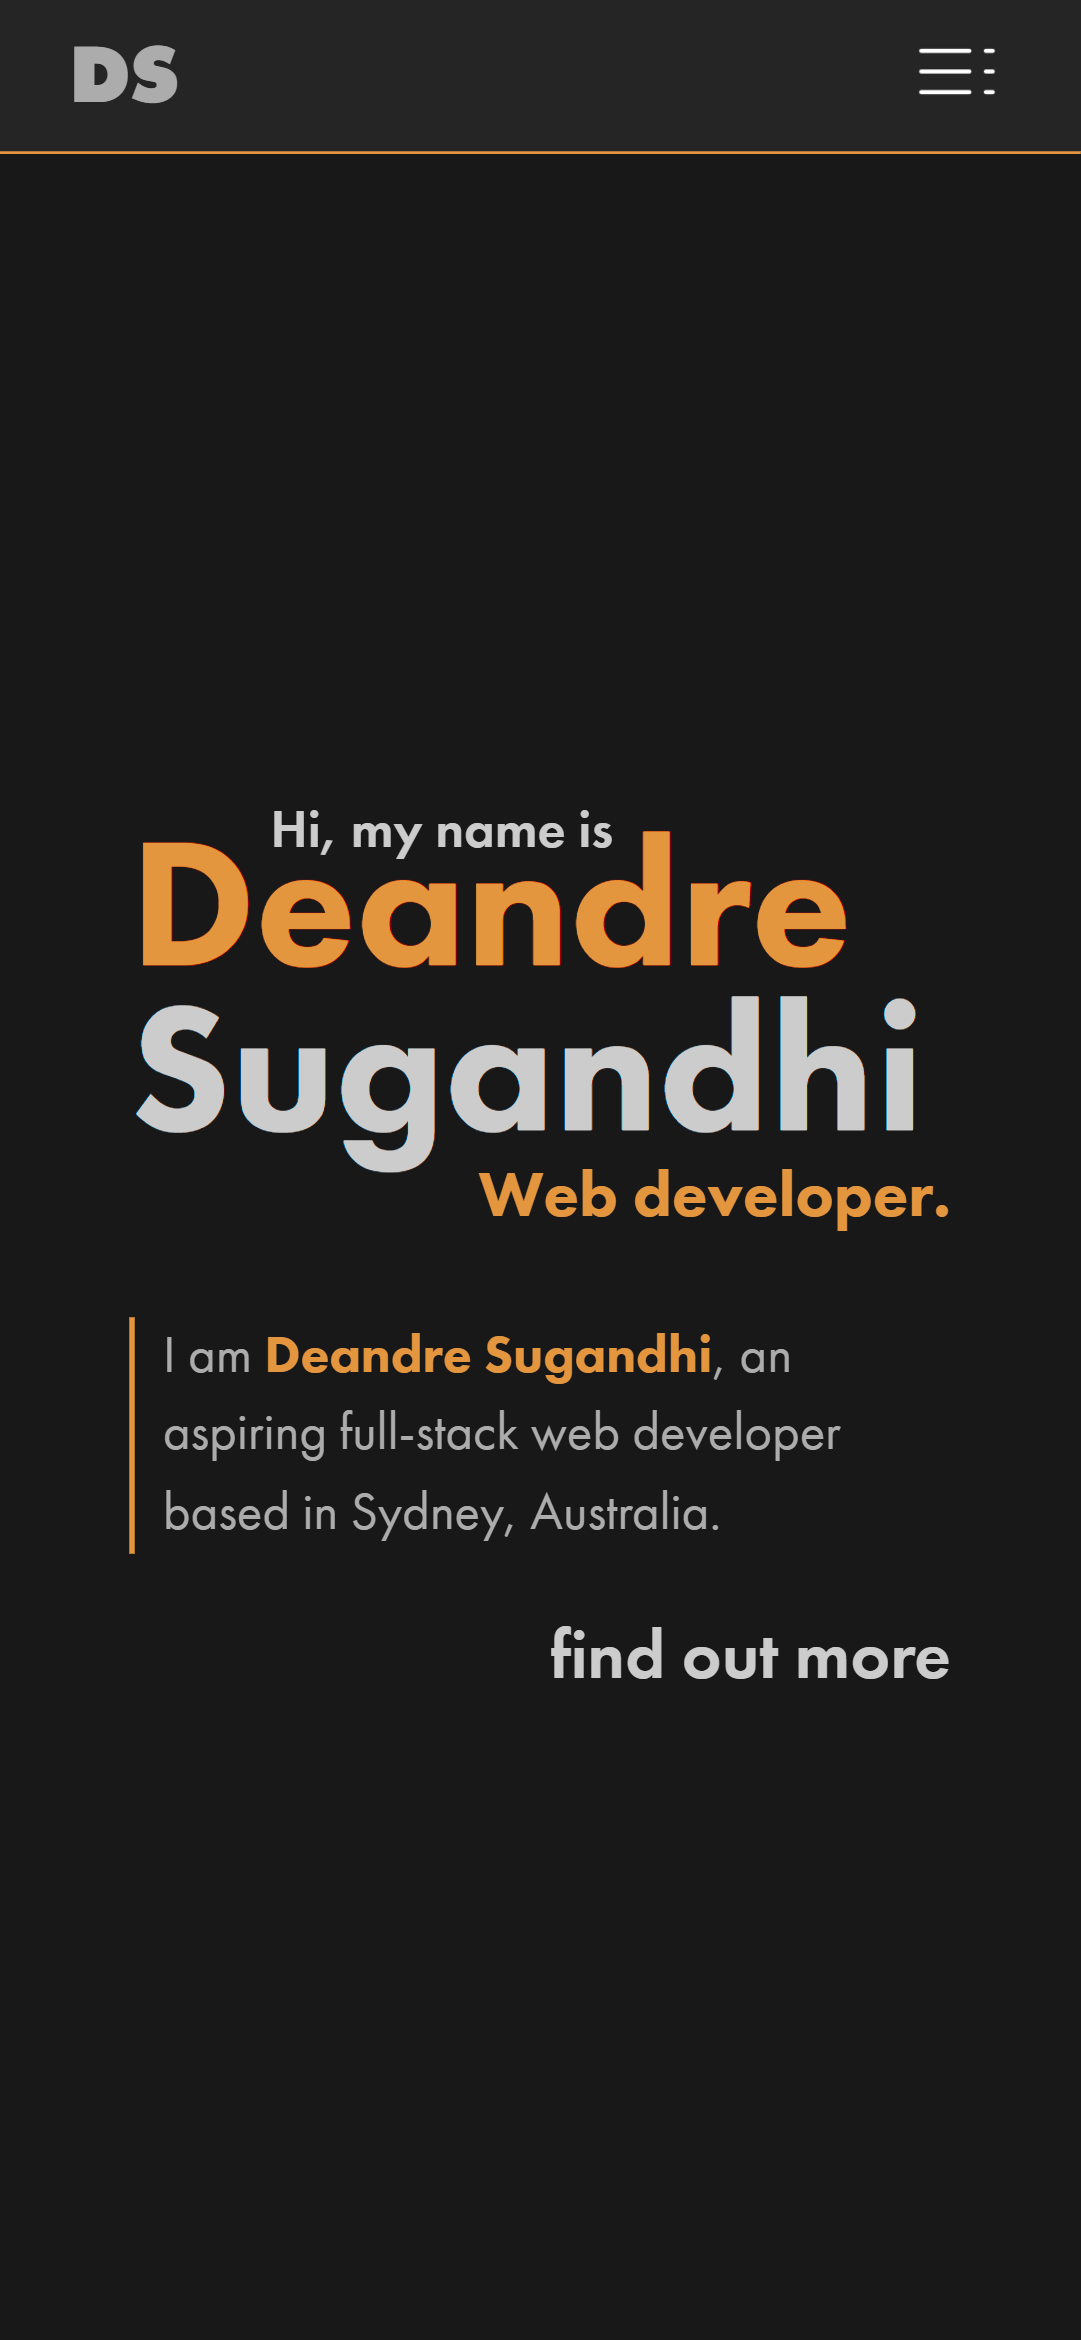 DS
Hi, my name is
Deandre
Sugandhi
Web developer.
I am Deandre Sugandhi, an
aspiring full-stack web developer
based in Sydney, Australia.
find out more